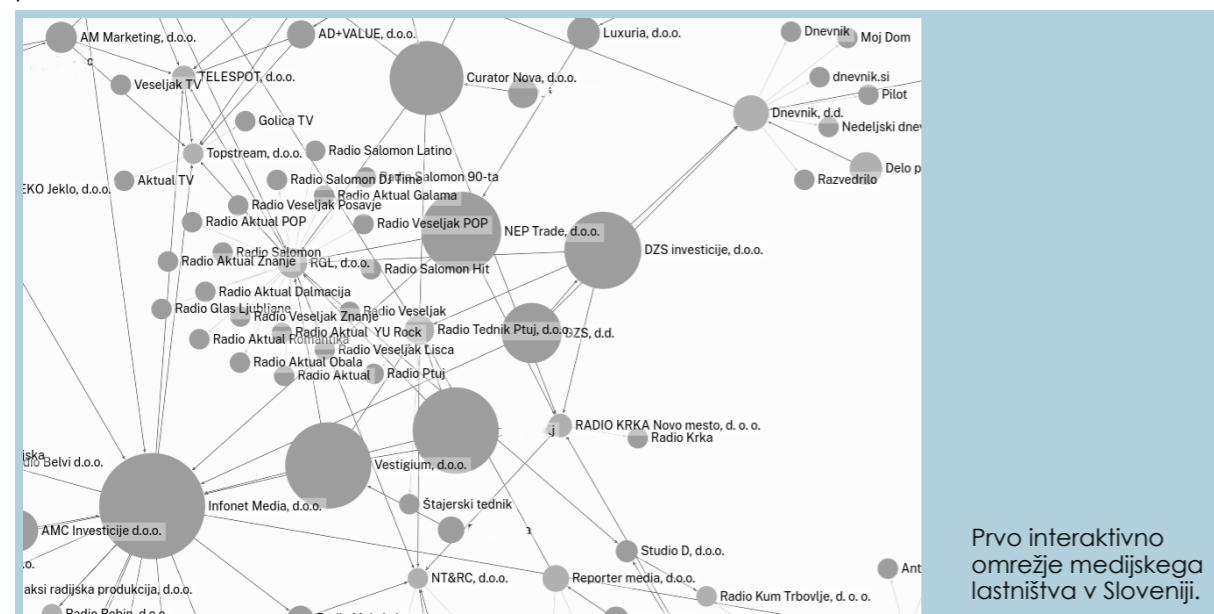 AM Marketing, d.o.o.
AD+VALUE, d.o.o.
Luxuria, d.o.o.
Dnevnik
Moj Dom
Veseljak TV
TELESPOT, d.o.o.
Curator Nova, d.o.o.
dnevnik.si
Pilot
Golica TV
Dnevnik, d.d.
Nedeljski dnev
Topstream, d.o.o.
Radio Salomon Latino
Delo p
EKO Jeklo, d.o.o.
Aktual TV
Radio Salomon DJ Time
Radio Salomon 90-ta
Razvedrilo
Radio Aktual Galama
Radio Veseljak Posavje
Radio Aktual POP
Radio Veseljak POP
NEP Trade, d.o.o.
Radio Salomon
DZS investicije, d.o.o.
Radio Aktual Znanje
RGL, d.o.o.
Radio Salomon Hit
Radio Aktual Dalmacija
Radio Glas Ljubljane
Radio Veseljak
Radio Veseljak Znanje
Radio Aktual Romantika
Radio Aktual YU Rock
Radio Tednik Ptuj, d.o.o.
DZS, d.d.
Radio Veseljak Lisca
Radio Aktual Obala
Radio Aktual
Radio Ptuj
RADIO KRKA Novo mesto, d. o. o.
Radio Krka
Belvi d.o.o.
Vestigium, d.o.o.
Infonet Media, d.o.o.
Štajerski tednik
AMC Investicije d.o.o.
Studio D, d.o.o.
NT&RC, d.o.o.
Reporter media, d.o.o.
Ant
aksi radijska produkcija, d.o.o.
Radio Kum Trbovlje, d. o. o.
Prvo interaktivno
omrežje medijskega
lastništva v Sloveniji.